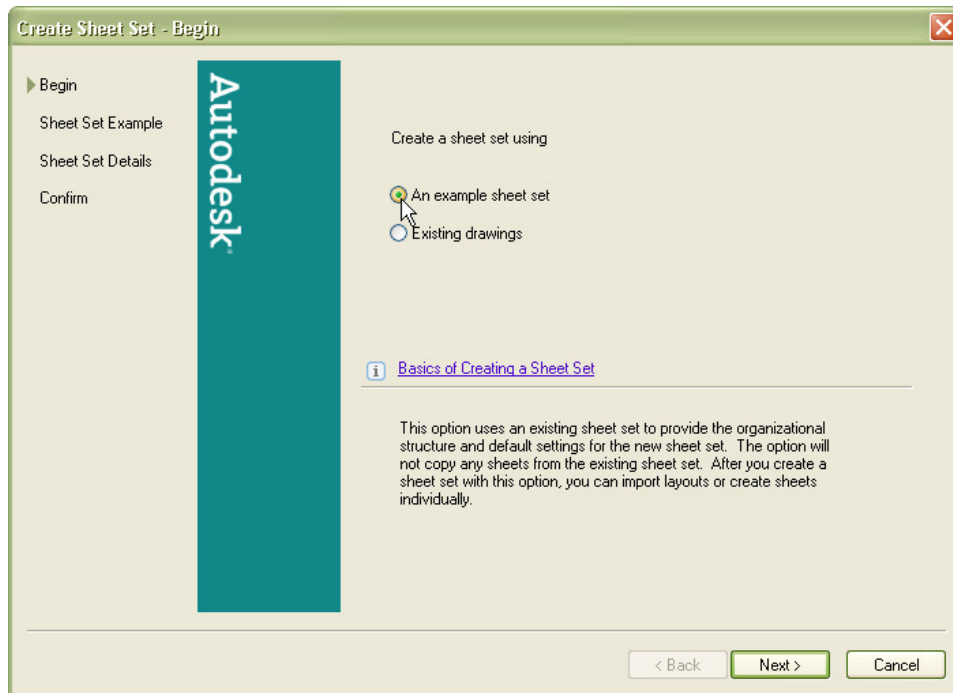 Create Sheet Set - Begin
Begin
Sheet Set Example
Sheet Set Details
Confirm
Autodesk®
Create a sheet set using
An example sheet set
Existing drawings
i
Basics of Creating a Sheet Set
This option uses an existing sheet set to provide the organizational
structure and default settings for the new sheet set. The option will
not copy any sheets from the existing sheet set. After you create a
sheet set with this option, you can import layouts or create sheets
individually.
< Back
Next >
Cancel